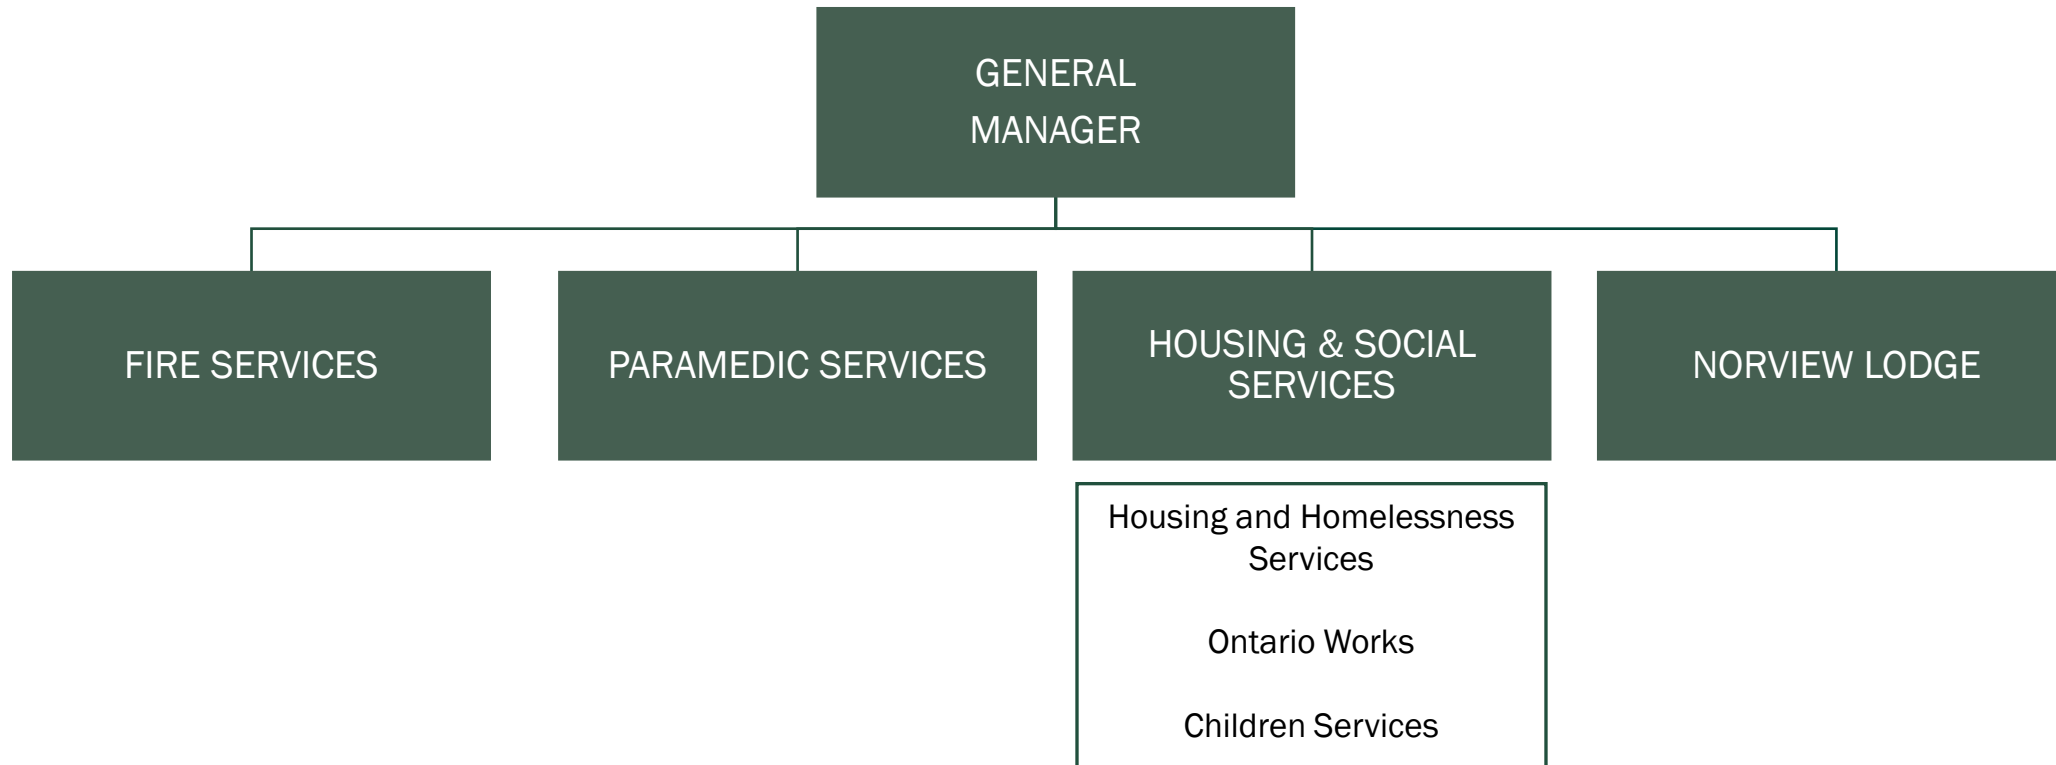 GENERAL
MANAGER
FIRE SERVICES
PARAMEDIC SERVICES
HOUSING & SOCIAL
SERVICES
NORVIEW LODGE
Housing and Homelessness
Services
Ontario Works
Children Services